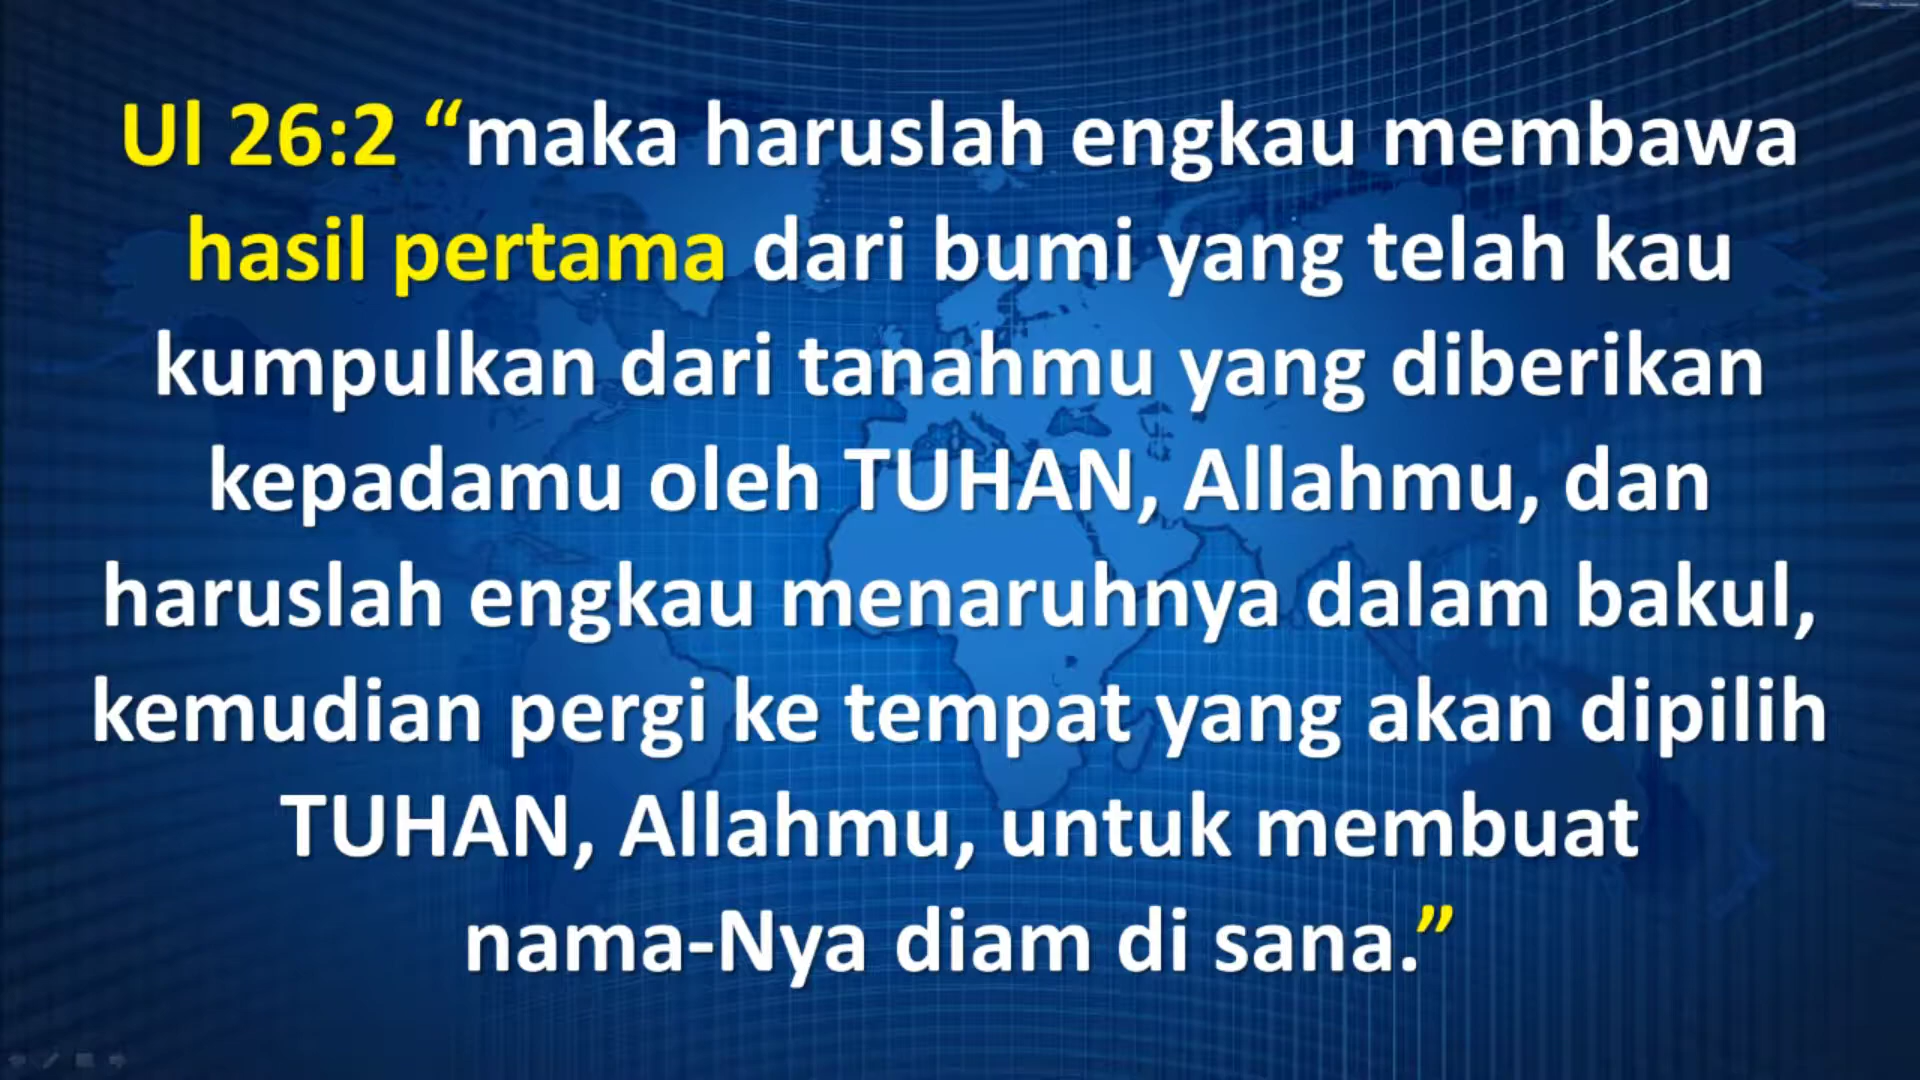 Ul 26:2 “maka haruslah engkau membawa
hasil pertama dari bumi yang telah kau
kumpulkan dari tanahmu yang diberikan
kepadamu oleh TUHAN, Allahmu, dan
haruslah engkau menaruhnya dalam bakul,
kemudian pergi ke tempat yang akan dipilih
TUHAN, Allahmu, untuk membuat
nama-Nya diam di sana.”